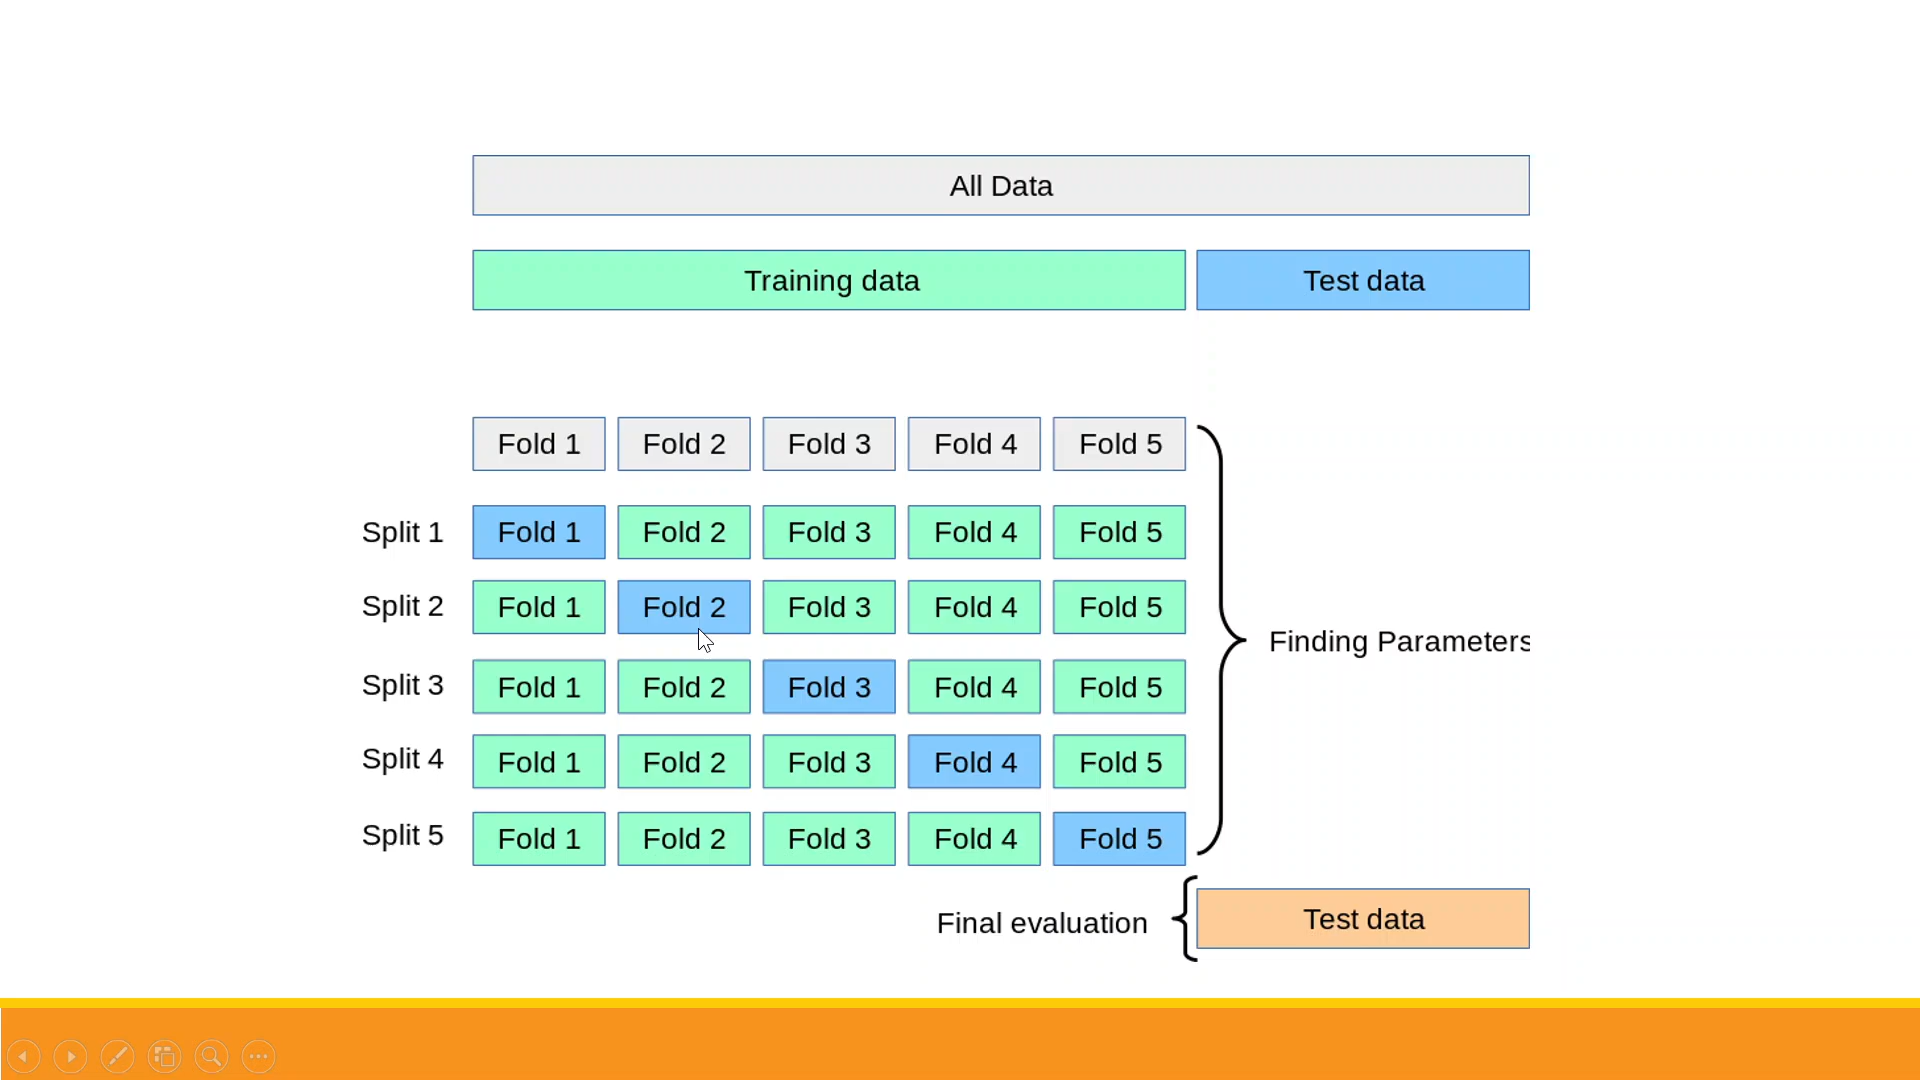 All Data
Training data Test data
Fold 1 Fold 2 Fold 3 Fold 4 Fold 5
Split 1 Fold 1 Fold 2 Fold 3 Fold 4 Fold 5
Split 2 Fold 1 Fold 2 Fold 3 Fold 4 Fold 5
Finding Parameters
Split 3 Fold 1 Fold 2 Fold 3 Fold 4 Fold 5
Split 4 Fold 1 Fold 2 Fold 3 Fold 4 Fold 5
Split 5 Fold 1 Fold 2 Fold 3 Fold 4 Fold 5
Final evaluation Test data